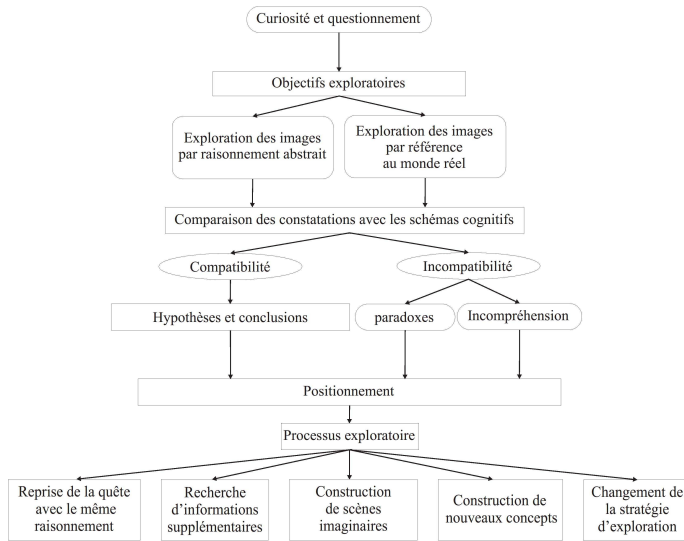 Curiosité et questionnement
Objectifs exploratoires
Exploration des images
par raisonnement abstrait
Exploration des images
par référence
au monde réel
Comparaison des constatations avec les schémas cognitifs
Compatibilité
Incompatibilité
Hypothèses et conclusions
paradoxes
Incompréhension
Positionnement
Processus exploratoire
Reprise de la quête
avec le même
raisonnement
Recherche
d'informations
supplémentaires
Construction
de scènes
imaginaires
Construction de
nouveaux concepts
Changement de
la stratégie
d'exploration